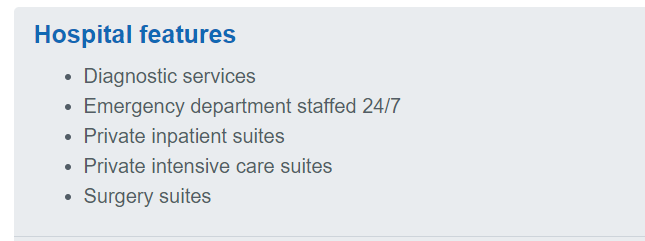 Hospital features
• Diagnostic services
• Emergency department staffed 24/7
• Private inpatient suites
• Private intensive care suites
• Surgery suites